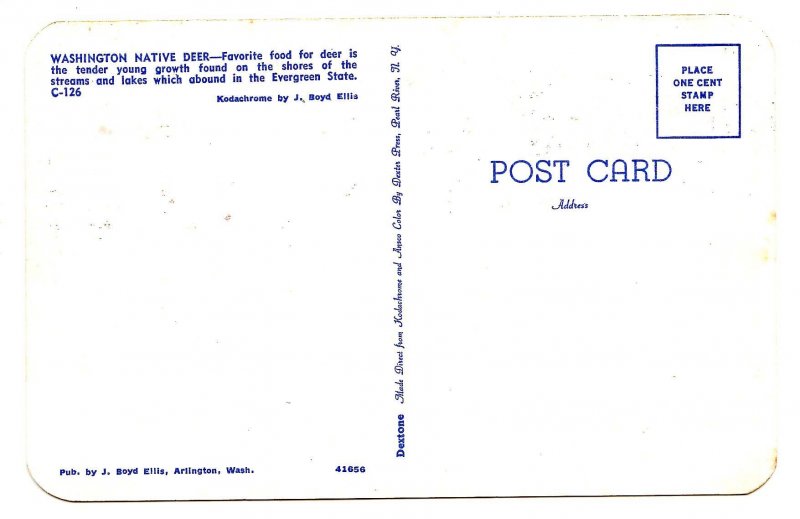 WASHINGTON NATIVE DEER—Favorite food for deer is
the tender young growth found on the shores of the
streams and lakes which abound in the Evergreen State.
C-126
Kodachrome by J. Boyd Ellis
Pub. by J. Boyd Ellis, Arlington, Wash.
41656
Dextone Made Direct from Kodachrome and Ansco Color By Dexter Press, Pearl River, N. Y.
PLACE
ONE CENT
STAMP
HERE
POST CARD
Address